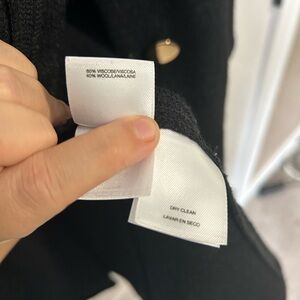 60% VISCOSE/VISCOSA
40% WOOL/LANA/LAINE
DRY CLEAN
LAVAR EN SECO